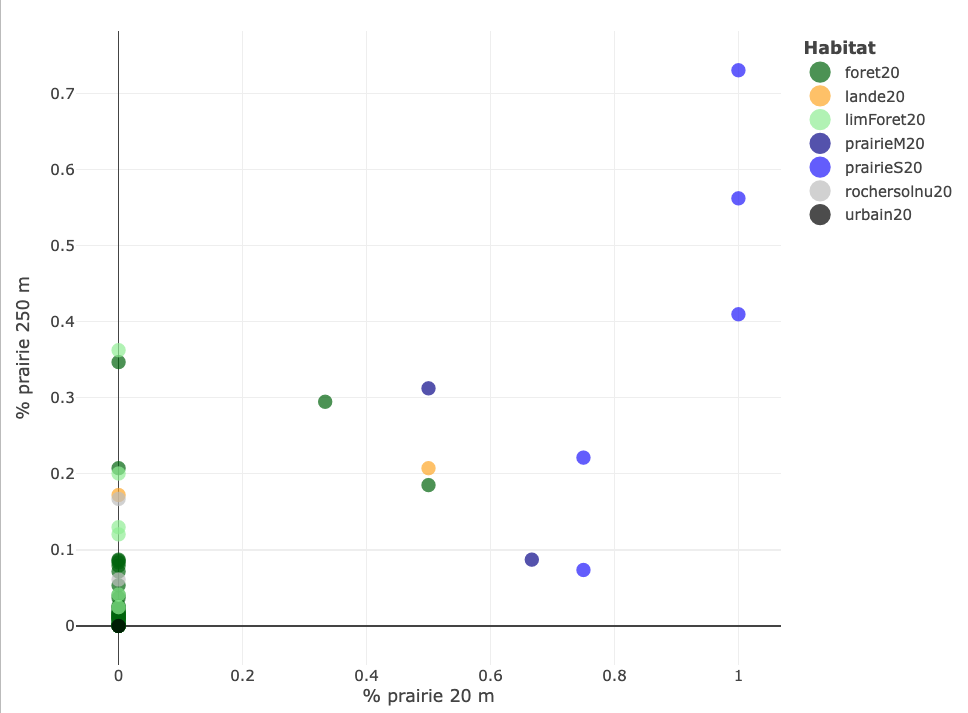 Habitat
foret20
lande20
limForet20
prairieM20
prairieS20
rochersolnu20
urbain20
% prairie 250 m
0.7
0.6
0.5
0.4
0.3
0.2
0.1
0
0 0.2 0.4 0.6 0.8 1
% prairie 20 m